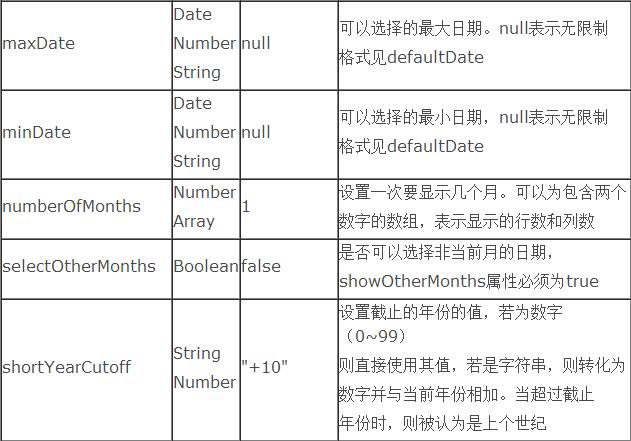 maxDate
Date
Number
String
null
可以选择的最大日期。null表示无限制
格式见defaultDate
minDate
Date
Number
String
null
可以选择的最小日期，null表示无限制
格式见defaultDate
numberOfMonths
Number
Array
1
设置一次要显示几个月。可以为包含两个
数字的数组，表示显示的行数和列数
selectOtherMonths
Boolean
false
是否可以选择非当前月的日期，
showOtherMonths属性必须为true
shortYearCutoff
String
Number
"+10"
设置截止的年份的值，若为数字
（0~99）
则直接使用其值，若是字符串，则转化为
数字并与当前年份相加。当超过截止
年份时，则被认为是上个世纪